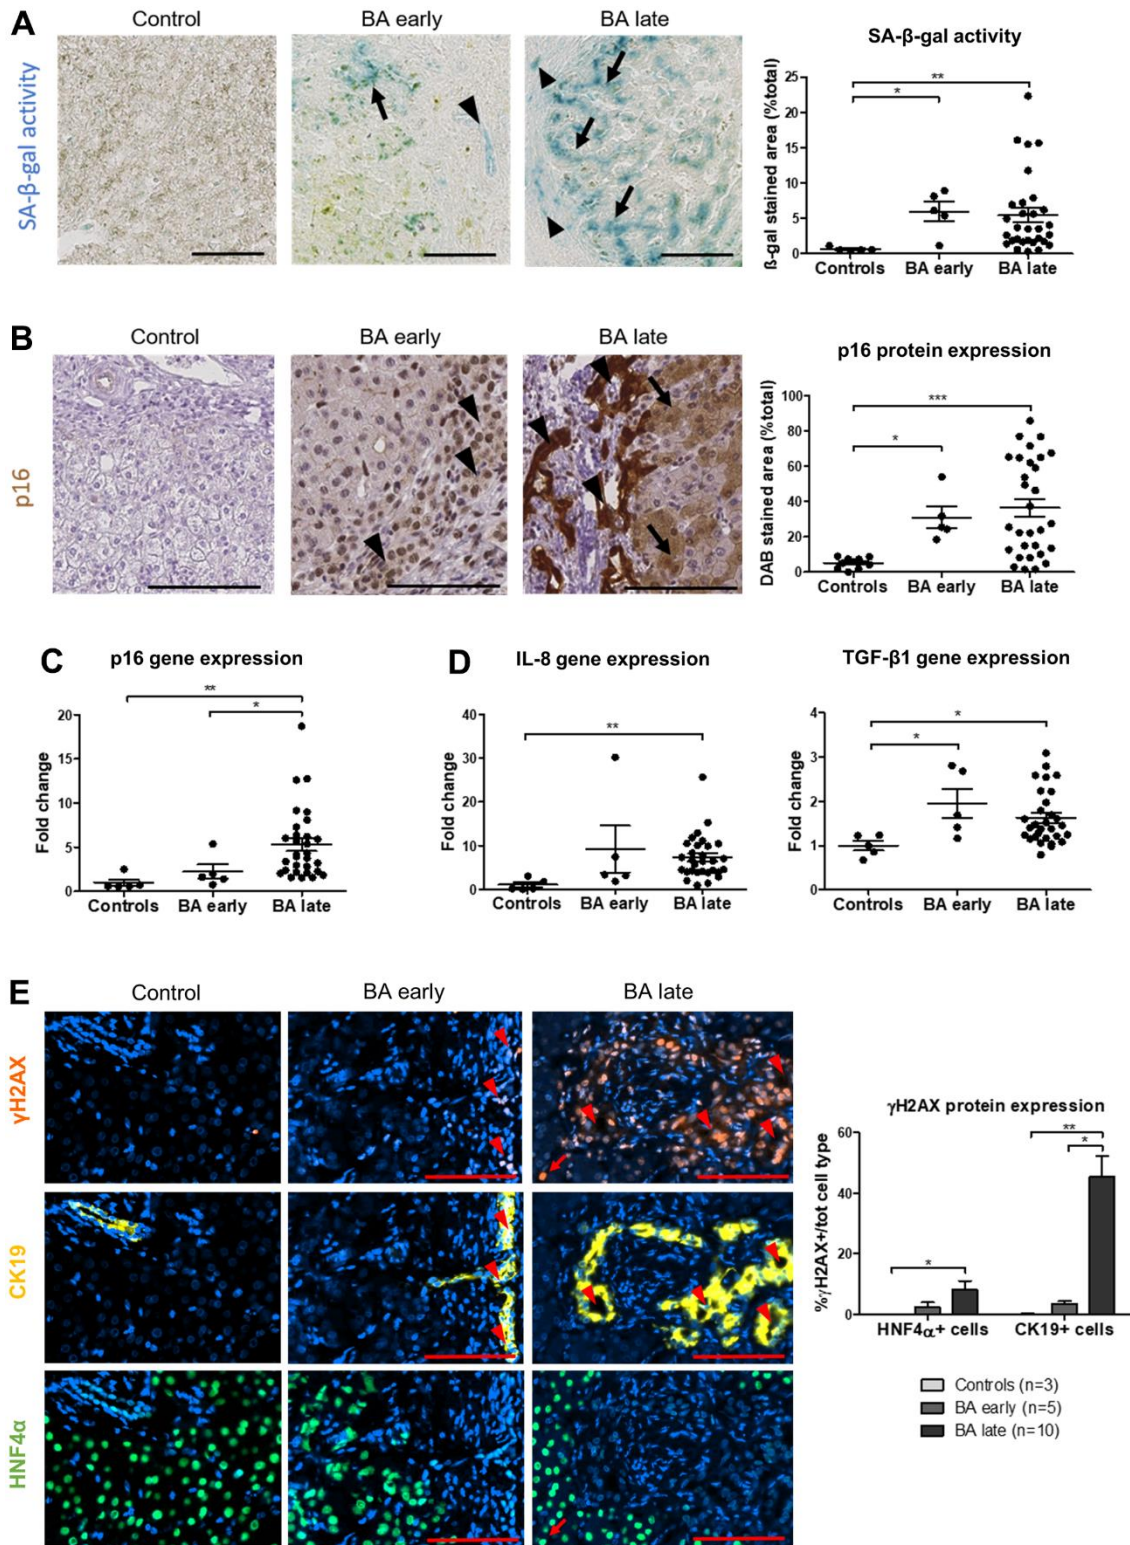 A
Control
BA early
BA late
SA-β-gal activity
SA-β-gal activity
ß-gal stained area (%total)
25
20
15
10
5
0
**
*
Controls
BA early
BA late
B
Control
BA early
BA late
p16
p16 protein expression
DAB stained area (%total)
100
80
60
40
20
0
***
*
Controls
BA early
BA late
C
p16 gene expression
Fold change
20
15
10
5
0
**
*
Controls
BA early
BA late
D
IL-8 gene expression
Fold change
40
30
20
10
0
**
Controls
BA early
BA late
TGF-β1 gene expression
Fold change
4
3
2
1
0
*
*
Controls
BA early
BA late
E
Control
BA early
BA late
γH2AX
CK19
HNF4α
γH2AX protein expression
%γH2AX+/tot cell type
60
40
20
0
*
**
*
HNF4α+ cells
CK19+ cells
Controls (n=3)
BA early (n=5)
BA late (n=10)